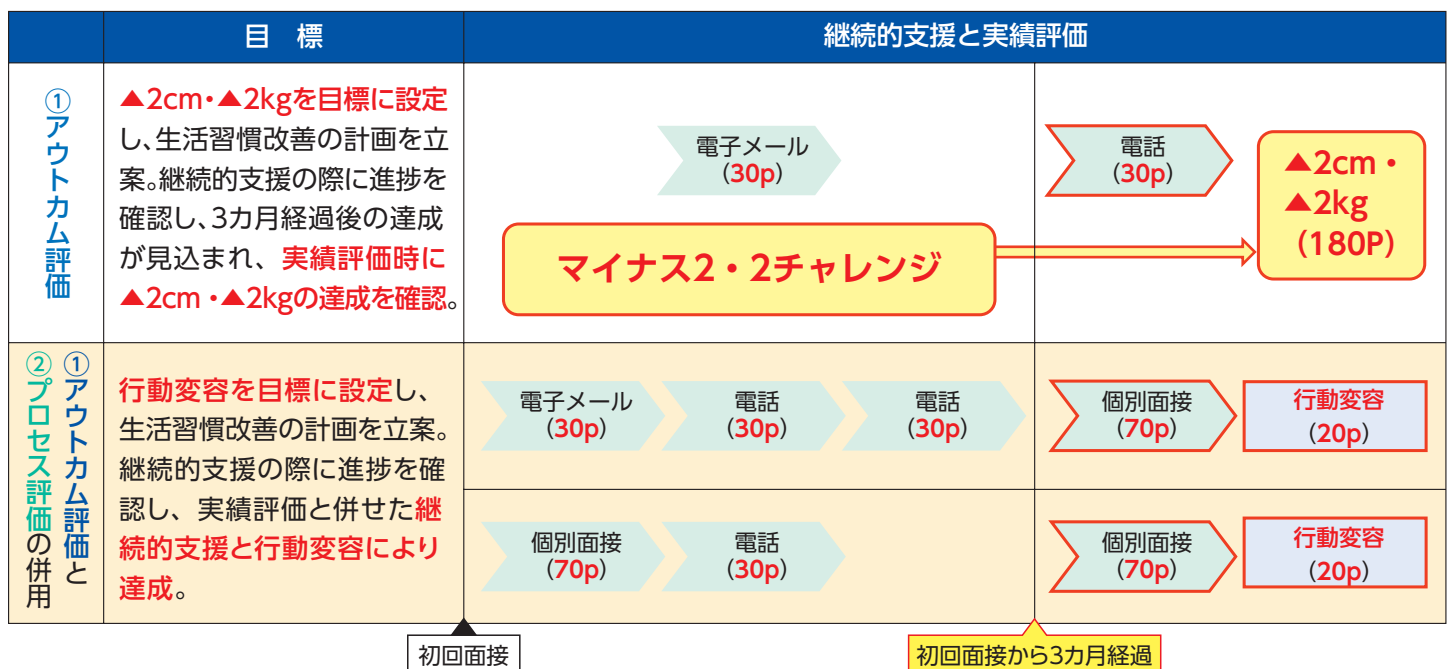 目 標
継続的支援と実績評価
①アウトカム評価
▲2cm・▲2kgを目標に設定
し、生活習慣改善の計画を立
案。継続的支援の際に進捗を
確認し、3カ月経過後の達成
が見込まれ、実績評価時に
▲2cm・▲2kgの達成を確認。
電子メール
(30p)
マイナス2・2チャレンジ
電話
(30p)
▲2cm・
▲2kg
(180P)
①アウトカム評価と
②プロセス評価の併用
行動変容を目標に設定し、
生活習慣改善の計画を立案。
継続的支援の際に進捗を確
認し、実績評価と併せた継
続的支援と行動変容により
達成。
電子メール
(30p)
電話
(30p)
電話
(30p)
個別面接
(70p)
行動変容
(20p)
個別面接
(70p)
電話
(30p)
個別面接
(70p)
行動変容
(20p)
初回面接
初回面接から3カ月経過